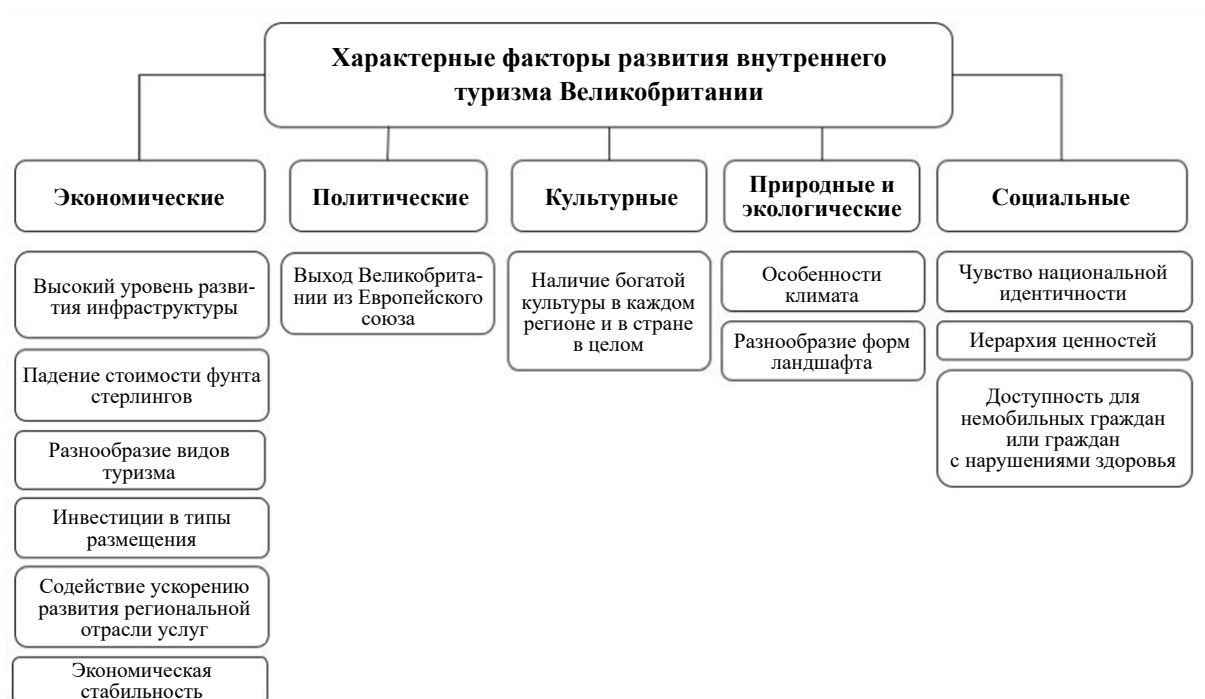 Характерные факторы развития внутреннего
туризма Великобритании
Экономические
Политические
Культурные
Природные и
экологические
Социальные
Высокий уровень разви-
тия инфраструктуры
Падение стоимости фунта
стерлингов
Разнообразие видов
туризма
Инвестиции в типы
размещения
Содействие ускорению
развития региональной
отрасли услуг
Экономическая
стабильность
Выход Великобрита-
нии из Европейского
союза
Наличие богатой
культуры в каждом
регионе и в стране
в целом
Особенности
климата
Разнообразие форм
ландшафта
Чувство национальной
идентичности
Иерархия ценностей
Доступность для
немобильных граждан
или граждан
с нарушениями здоровья